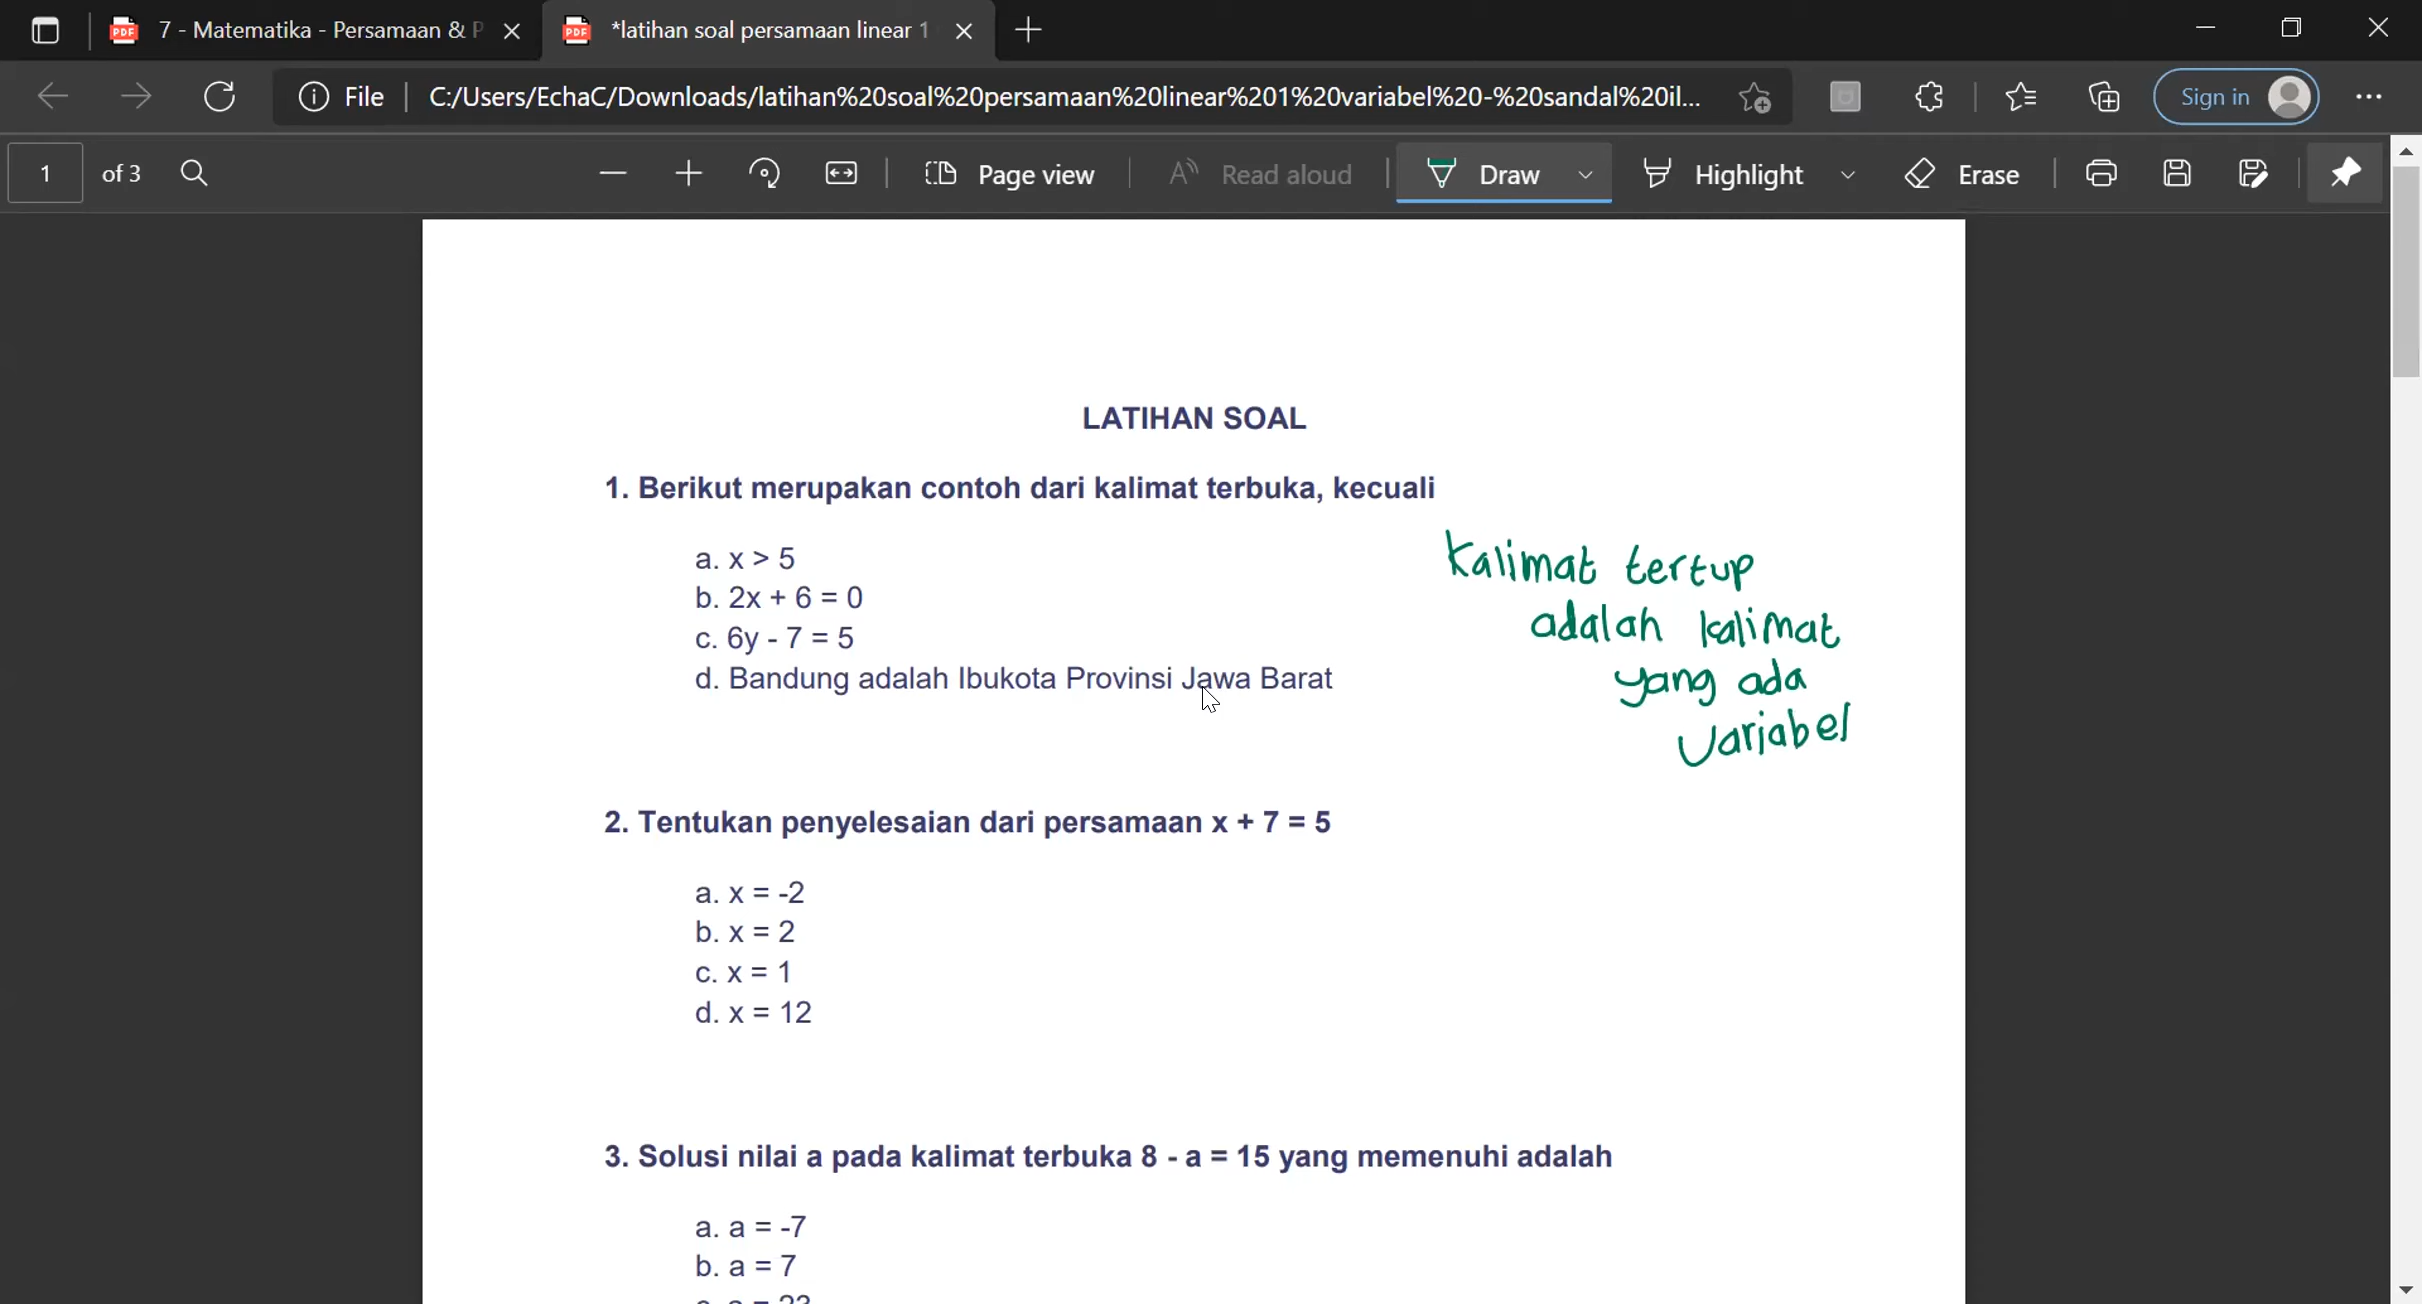 7 - Matematika - Persamaan & P
*latihan soal persamaan linear 1
File
C:/Users/EchaC/Downloads/latihan%20soal%20persamaan%20linear%201%20variabel%20-%20sandal%20il...
Sign in
1 of 3
Page view
Read aloud
Draw
Highlight
Erase
LATIHAN SOAL
1. Berikut merupakan contoh dari kalimat terbuka, kecuali
a. x > 5
b. 2x + 6 = 0
c. 6y - 7 = 5
d. Bandung adalah Ibukota Provinsi Jawa Barat
Kalimat tertup
adalah kalimat
yang ada
variabel
2. Tentukan penyelesaian dari persamaan x + 7 = 5
a. x = -2
b. x = 2
c. x = 1
d. x = 12
3. Solusi nilai a pada kalimat terbuka 8 - a = 15 yang memenuhi adalah
a. a = -7
b. a = 7